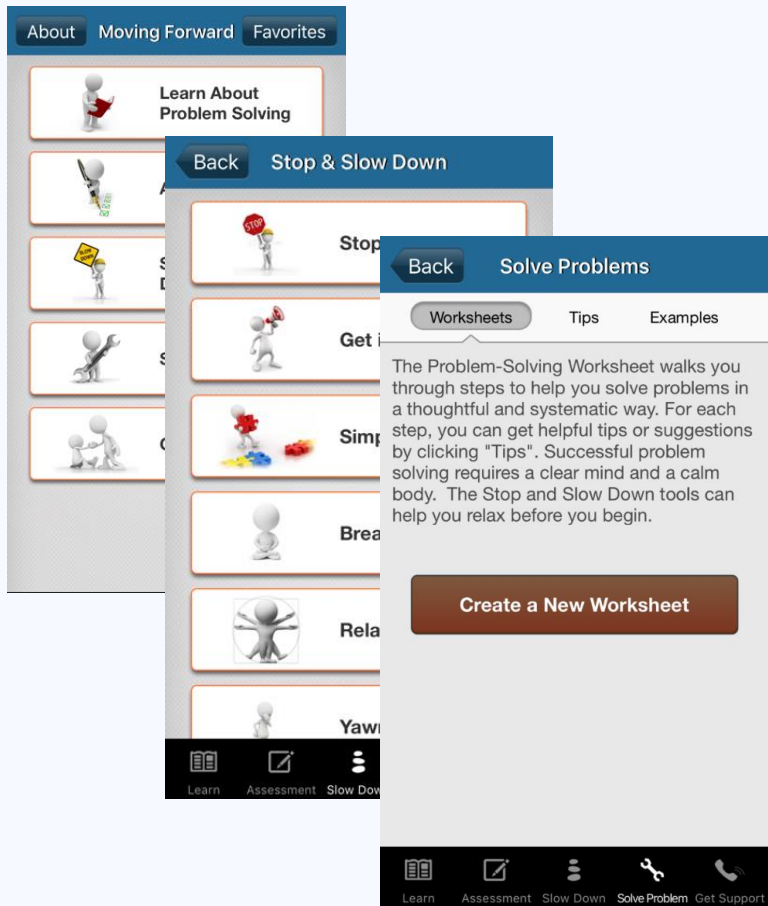 About Moving Forward Favorites
Learn About
Problem Solving
Back Stop & Slow Down
STOP
Stop
SLOW
DOWN
Get
Simp
Brea
Rela
Yaw
Learn Assessment Slow Dow
Back Solve Problems
Worksheets Tips Examples
The Problem-Solving Worksheet walks you
through steps to help you solve problems in
a thoughtful and systematic way. For each
step, you can get helpful tips or suggestions
by clicking "Tips". Successful problem
solving requires a clear mind and a calm
body. The Stop and Slow Down tools can
help you relax before you begin.
Create a New Worksheet
Learn Assessment Slow Down Solve Problem Get Support